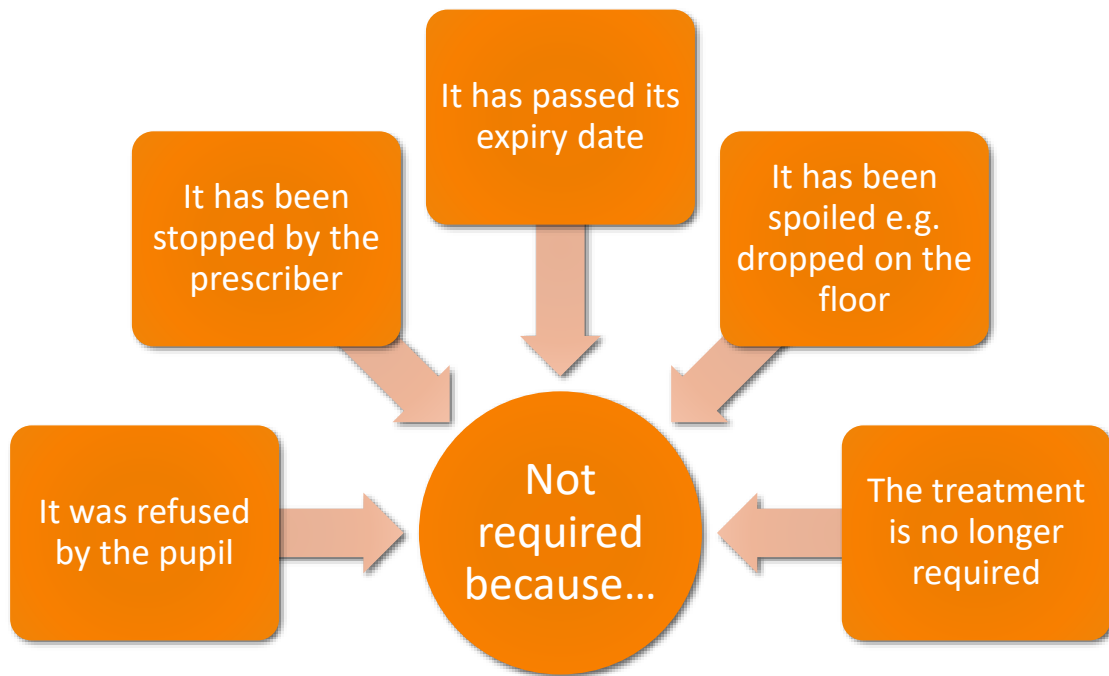 It was refused
by the pupil
It has been
stopped by the
prescriber
It has passed its
expiry date
It has been
spoiled e.g.
dropped on the
floor
The treatment
is no longer
required
Not
required
because…